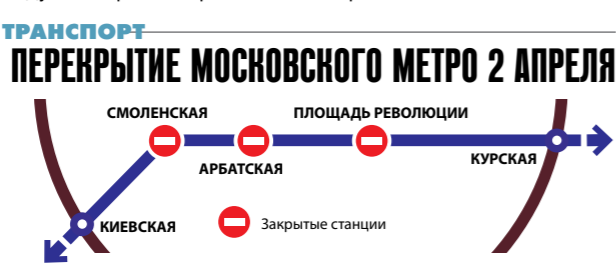 ТРАНСПОРТ
ПЕРЕКРЫТИЕ МОСКОВСКОГО МЕТРО 2 АПРЕЛЯ
СМОЛЕНСКАЯ
ПЛОЩАДЬ РЕВОЛЮЦИИ
АРБАТСКАЯ
КУРСКАЯ
КИЕВСКАЯ
Закрытые станции